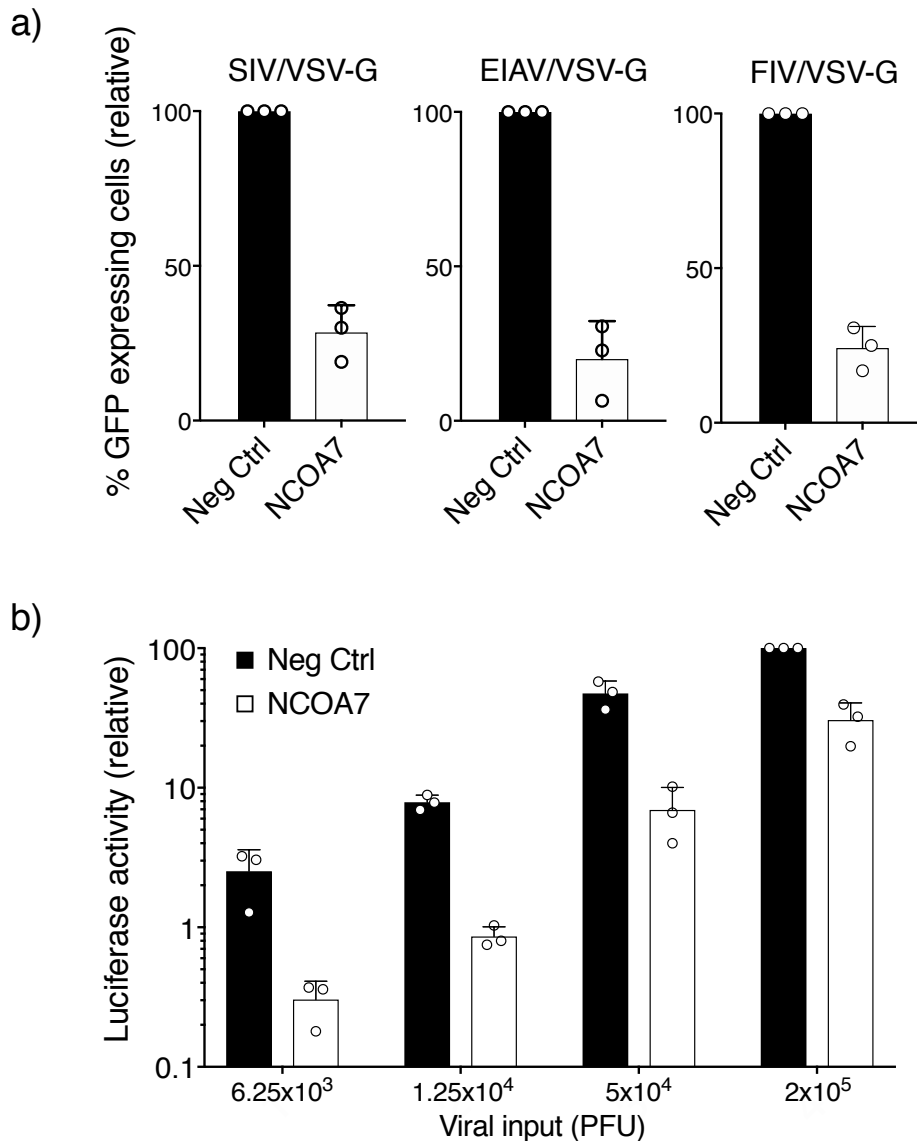 a)
SIV/VSV-G EIAV/VSV-G FIV/VSV-G
% GFP expressing cells (relative)
100 100 100
50 50 50
0 0 0
Neg Ctrl NCOA7 Neg Ctrl NCOA7 Neg Ctrl NCOA7
b)
Luciferase activity (relative)
Neg Ctrl
NCOA7
100
10
1
0.1
6.25x10³ 1.25x10⁴ 5x10⁴ 2x10⁵
Viral input (PFU)